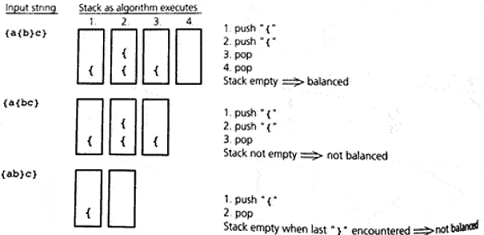 Input string Stack as algorithm executes
1. 2. 3. 4.
{a{b}c}
{ { { {
1. push "{"
2. push "{"
3. pop
4. pop
Stack empty ⟹ balanced
{a{bc}
{ { { {
1. push "{"
2. push "{"
3. pop
Stack not empty ⟹ not balanced
{ab}c}
{
1. push "{"
2. pop
Stack empty when last "}" encountered ⟹ not balanced